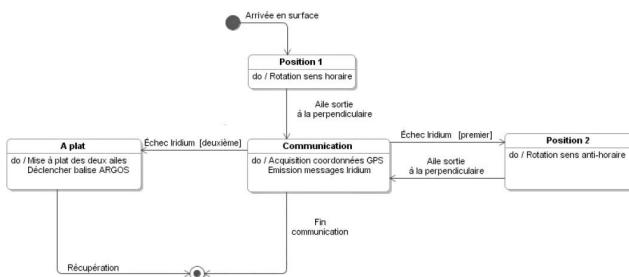 Arrivée en surface
Position 1
do / Rotation sens horaire
Aile sortie
á la perpendiculaire
A plat
do / Mise à plat des deux ailes
Déclencher balise ARGOS
Échec Iridium [deuxième]
Communication
do / Acquisition coordonnées GPS
Emission messages Iridium
Échec Iridium [premier]
Aile sortie
á la perpendiculaire
Position 2
do / Rotation sens anti-horaire
Fin
communication
Récupération